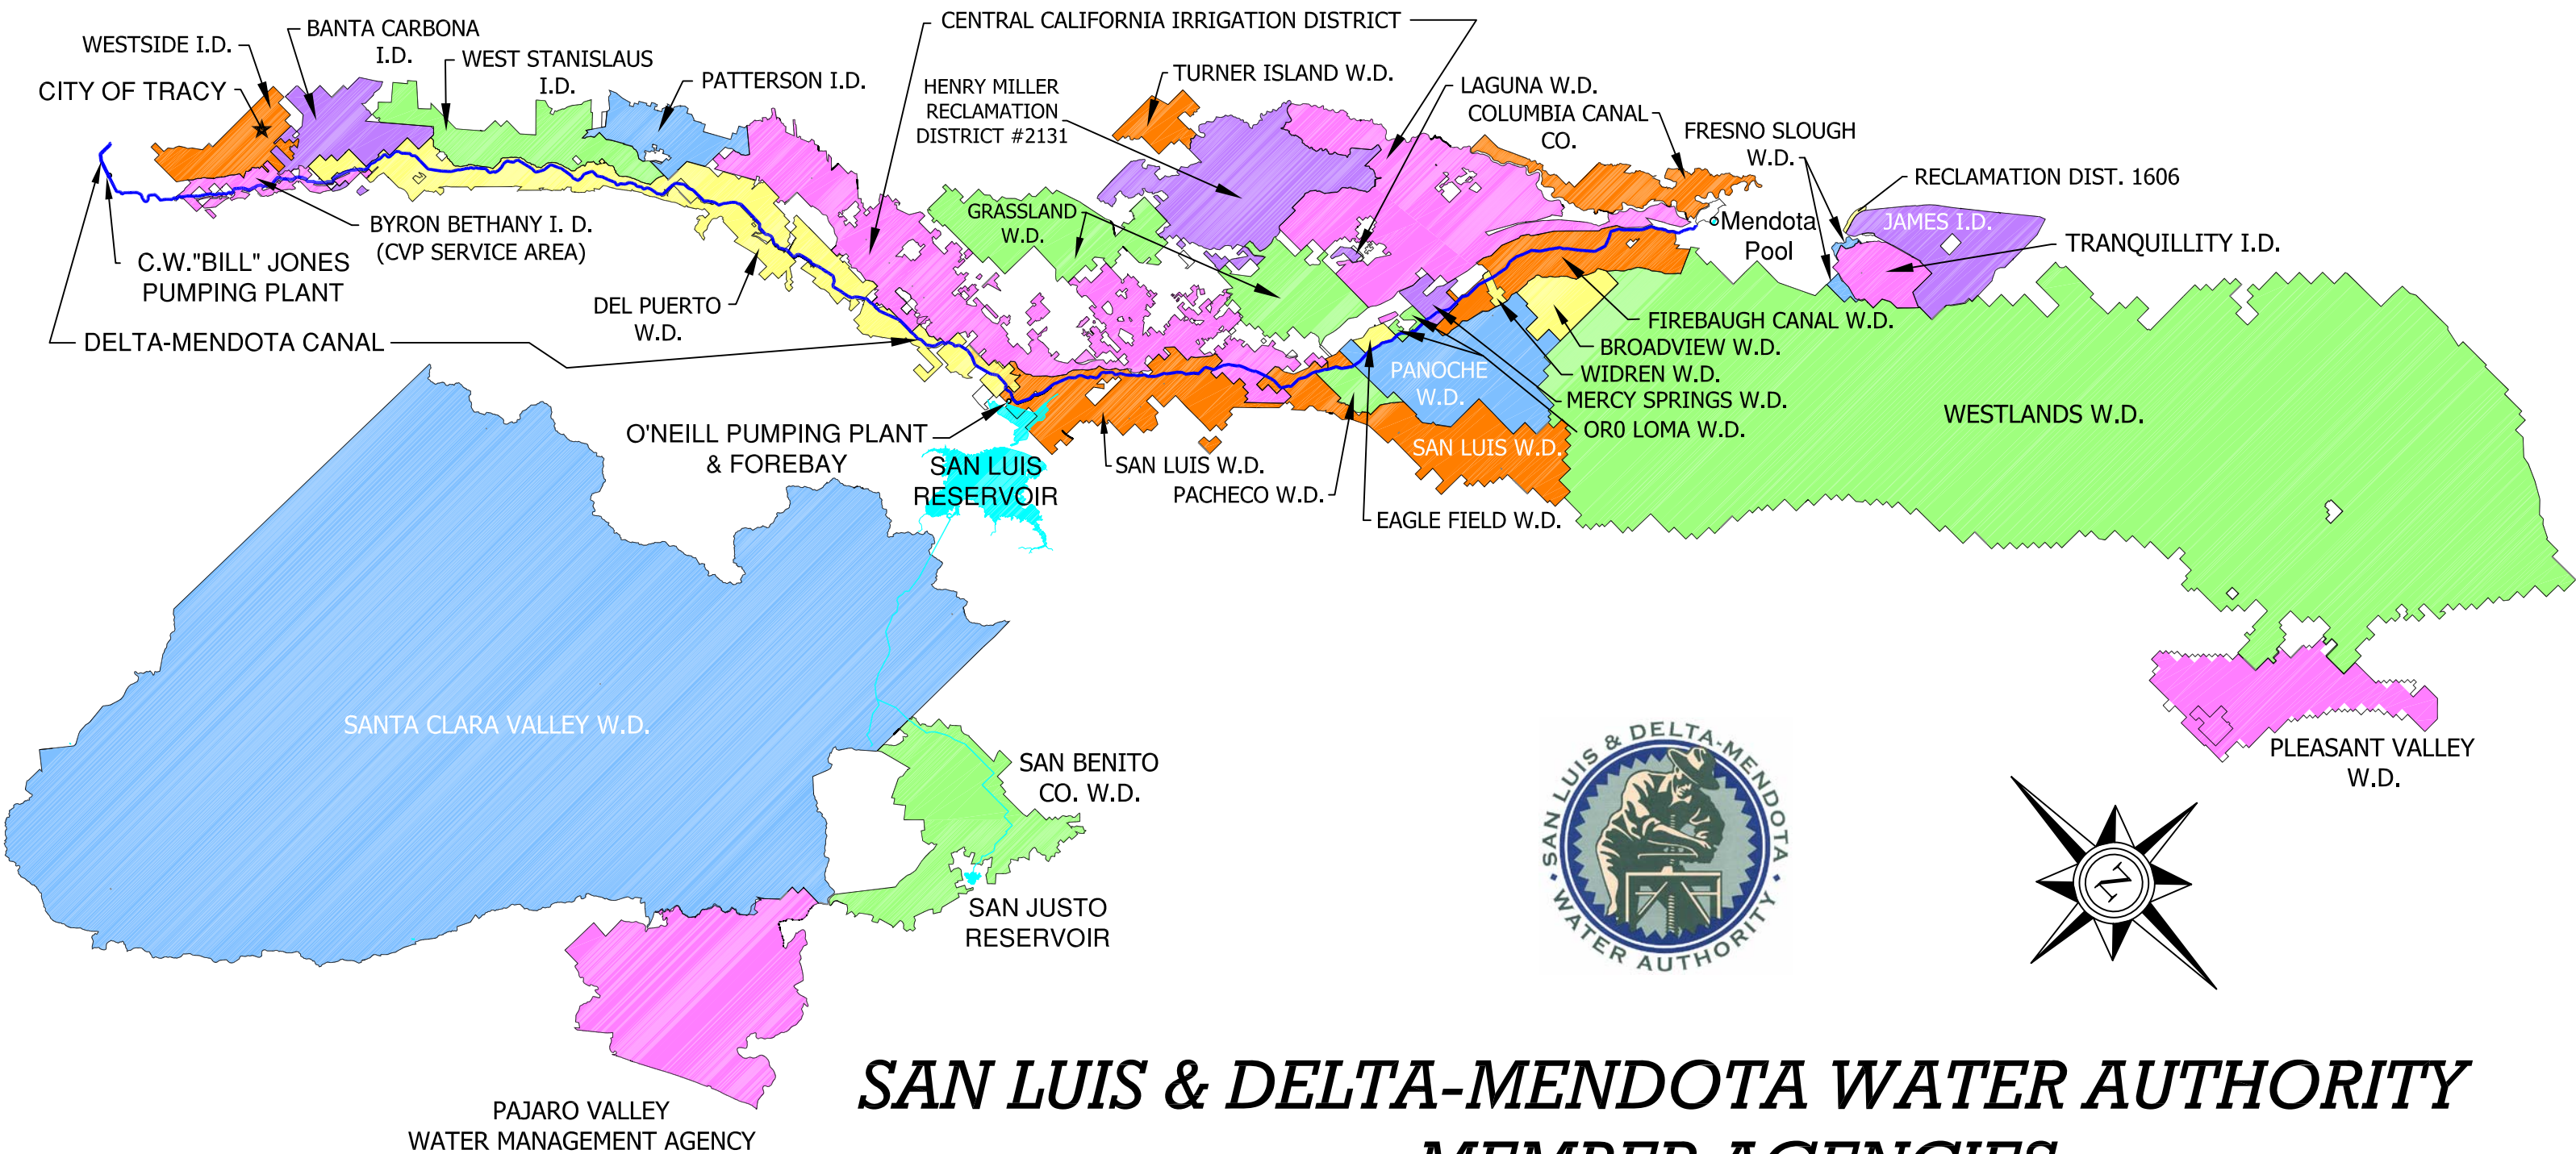 CENTRAL CALIFORNIA IRRIGATION DISTRICT
BANTA CARBONA
I.D.
WESTSIDE I.D.
WEST STANISLAUS
I.D.
CITY OF TRACY
PATTERSON I.D.
HENRY MILLER
RECLAMATION
DISTRICT #2131
TURNER ISLAND W.D.
LAGUNA W.D.
COLUMBIA CANAL
CO.
FRESNO SLOUGH
W.D.
RECLAMATION DIST. 1606
JAMES I.D.
TRANQUILLITY I.D.
Mendota
Pool
GRASSLAND
W.D.
BYRON BETHANY I. D.
(CVP SERVICE AREA)
C.W."BILL" JONES
PUMPING PLANT
DEL PUERTO
W.D.
DELTA-MENDOTA CANAL
FIREBAUGH CANAL W.D.
BROADVIEW W.D.
WIDREN W.D.
MERCY SPRINGS W.D.
OR0 LOMA W.D.
PANOCHE
W.D.
WESTLANDS W.D.
O'NEILL PUMPING PLANT
& FOREBAY
SAN LUIS
RESERVOIR
SAN LUIS W.D.
SAN LUIS W.D.
PACHECO W.D.
EAGLE FIELD W.D.
SANTA CLARA VALLEY W.D.
SAN BENITO
CO. W.D.
PLEASANT VALLEY
W.D.
SAN JUSTO
RESERVOIR
SAN LUIS & DELTA-MENDOTA
WATER AUTHORITY
N
PAJARO VALLEY
WATER MANAGEMENT AGENCY
SAN LUIS & DELTA-MENDOTA WATER AUTHORITY
MEMBER AGENCIES